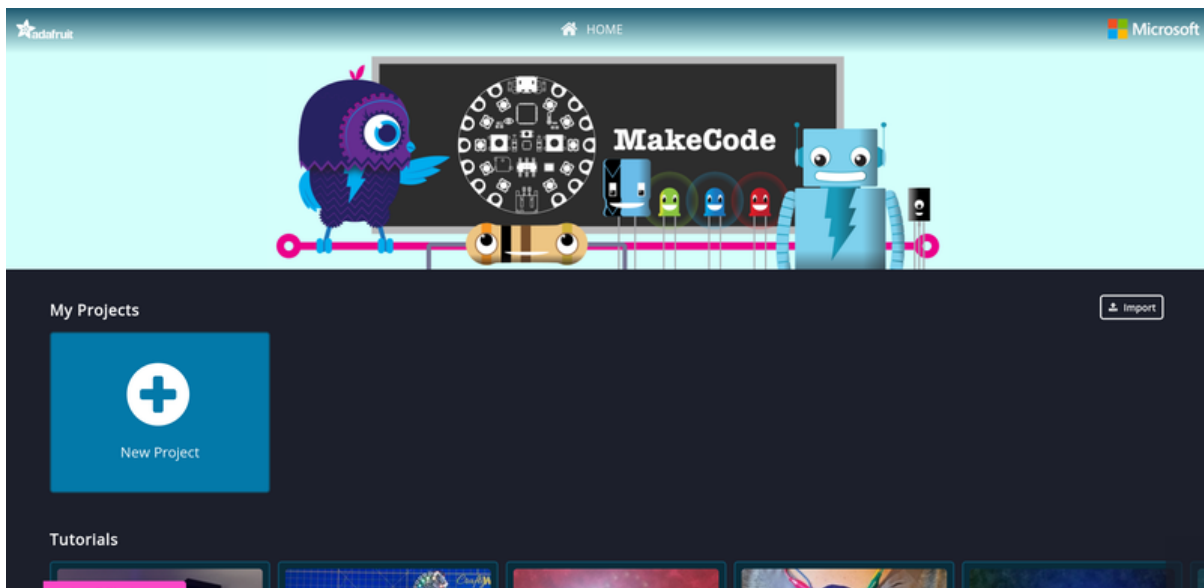 adafruit
HOME
Microsoft
MakeCode
My Projects
Import
New Project
Tutorials